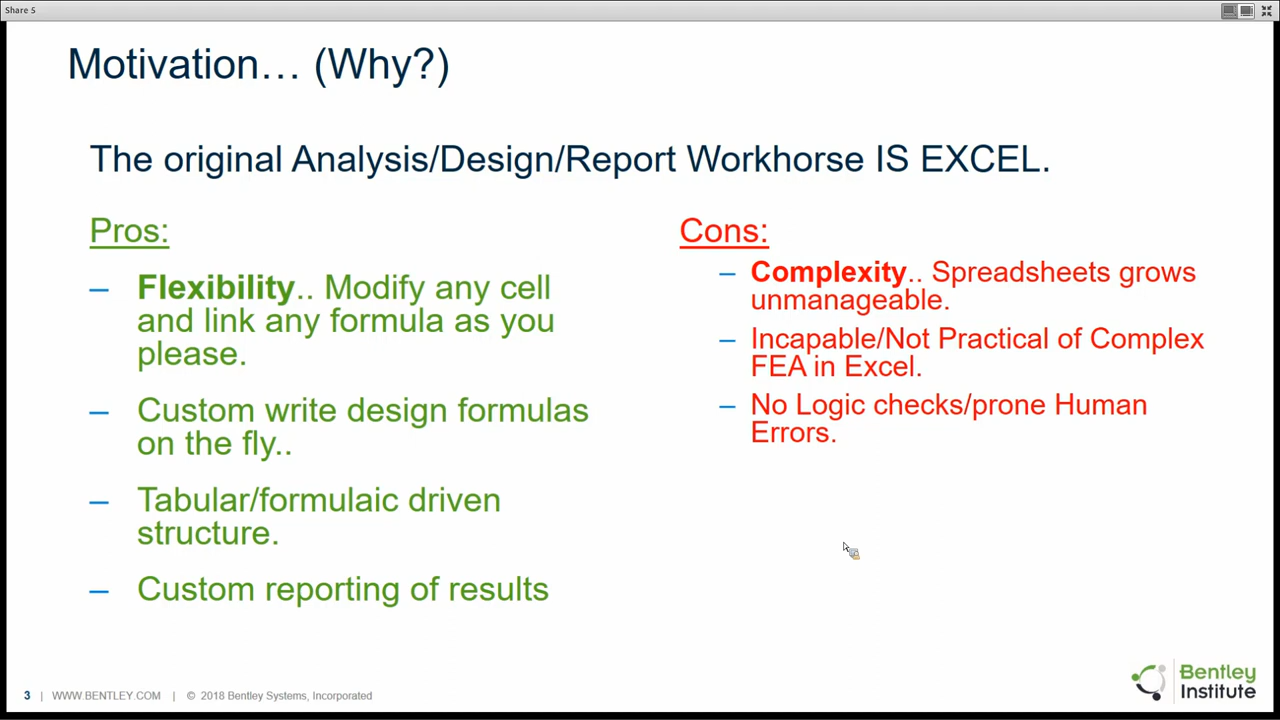 Share 5
Motivation… (Why?)
The original Analysis/Design/Report Workhorse IS EXCEL.
Pros:
– Flexibility.. Modify any cell
and link any formula as you
please.
– Custom write design formulas
on the fly..
– Tabular/formulaic driven
structure.
– Custom reporting of results
Cons:
– Complexity.. Spreadsheets grows
unmanageable.
– Incapable/Not Practical of Complex
FEA in Excel.
– No Logic checks/prone Human
Errors.
3 | WWW.BENTLEY.COM | © 2018 Bentley Systems, Incorporated
Bentley
Institute